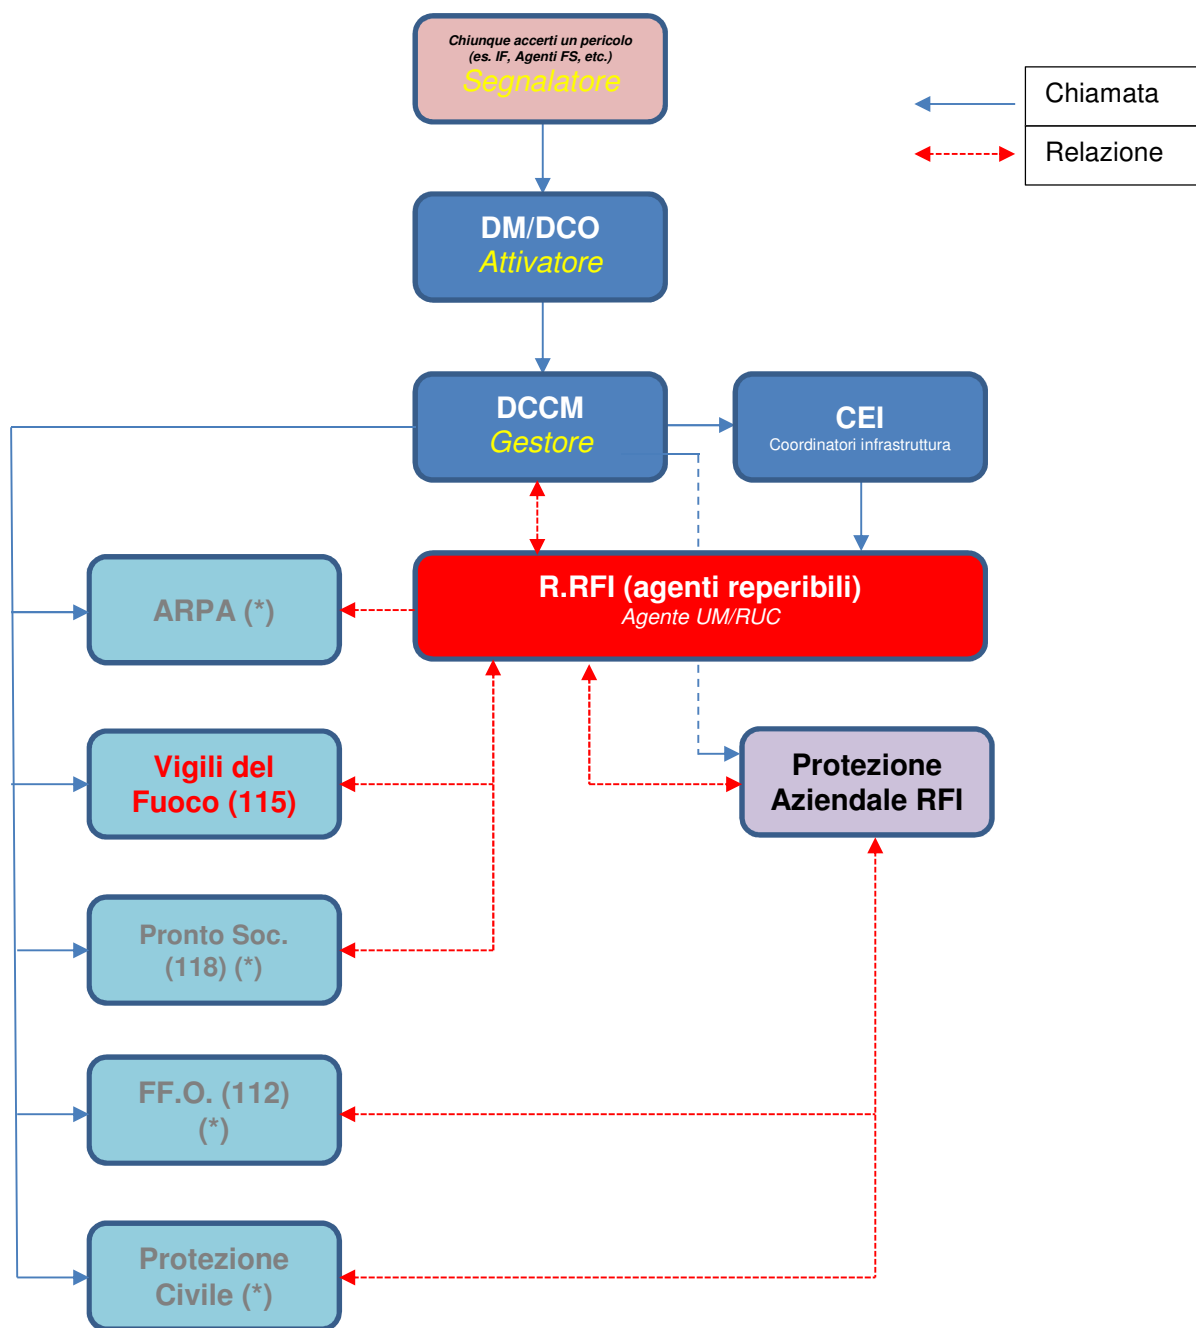 Chiunque accerti un pericolo
(es. IF, Agenti FS, etc.)
Segnalatore
Chiamata
Relazione
DM/DCO
Attivatore
DCCM
Gestore
CEI
Coordinatori infrastruttura
R.RFI (agenti reperibili)
Agente UM/RUC
ARPA (*)
Vigili del
Fuoco (115)
Protezione
Aziendale RFI
Pronto Soc.
(118) (*)
FF.O. (112)
(*)
Protezione
Civile (*)